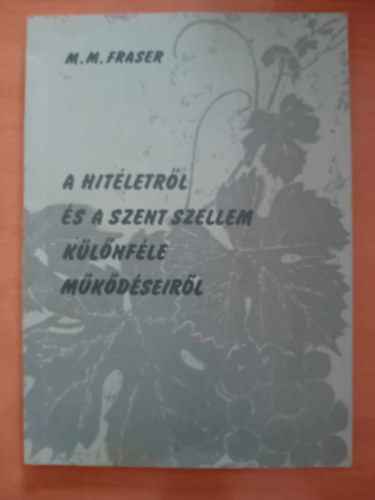 M. M. FRASER
A HITÉLETRŐL
ÉS A SZENT SZELLEM
KÜLÖNFÉLE
MŰKÖDÉSEIRŐL